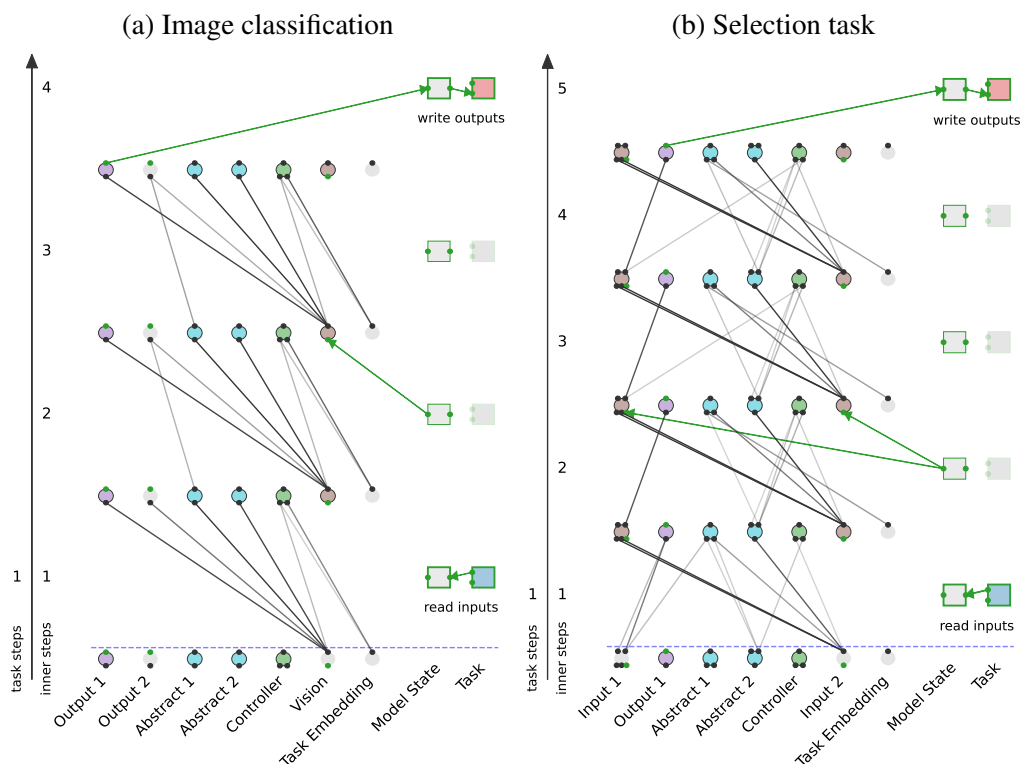 (a) Image classification
4
write outputs
3
2
1
1
read inputs
task steps
inner steps
Output 1
Output 2
Abstract 1
Abstract 2
Controller
Vision
Task Embedding
Model State
Task
(b) Selection task
5
write outputs
4
3
2
1
1
read inputs
task steps
inner steps
Input 1
Output 1
Abstract 1
Abstract 2
Controller
Input 2
Task Embedding
Model State
Task